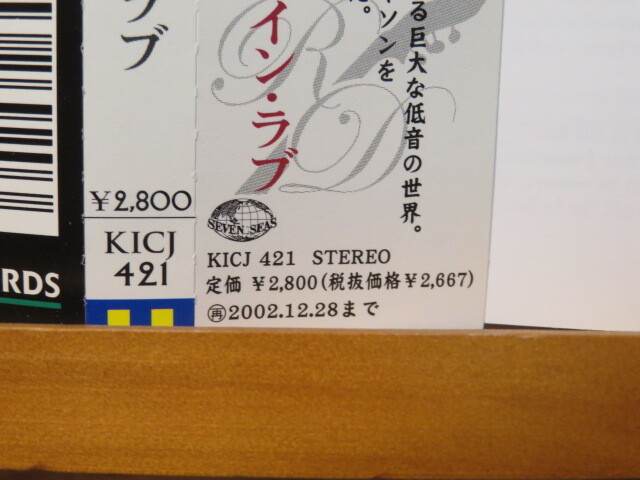 る巨大な低音の世界。
ソンを
イン・ラブ
ラブ
¥2,800
KICJ
421
RDS
SEVEN SEAS
KICJ 421 STEREO
定価 ¥2,800(税抜価格¥2,667)
再2002.12.28まで